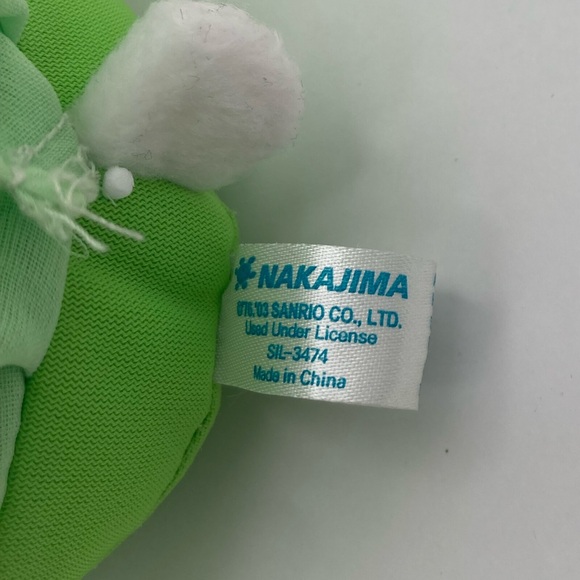 NAKAJIMA
©'76,'03 SANRIO CO., LTD.
Used Under License
SIL-3474
Made in China